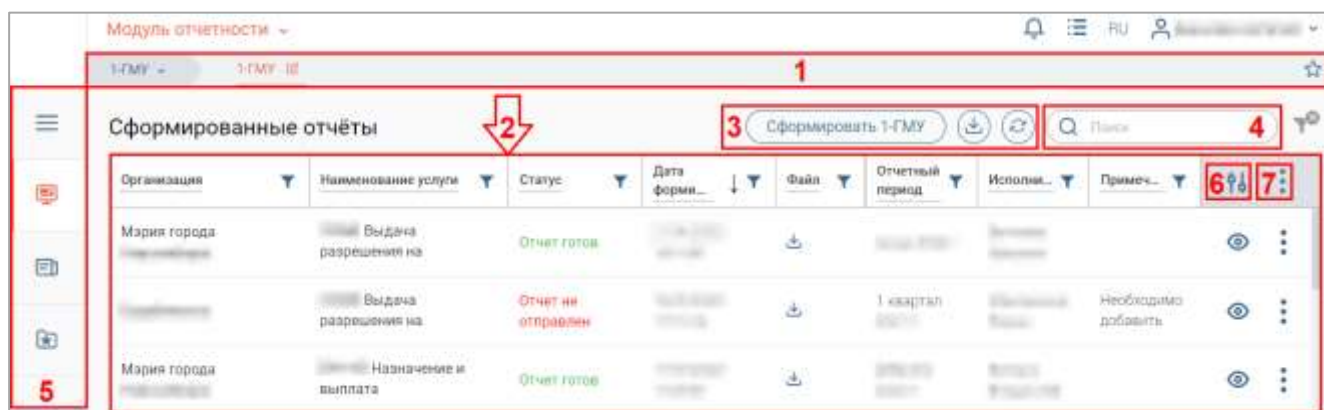 Модуль отчетности
RU
1-ГМУ
1-ГМУ
1
Сформированные отчёты
2
3
Сформировать 1-ГМУ
Поиск
4
Организация
Наименование услуги
Статус
Дата форми...
Файл
Отчетный период
Исполни...
Примеч...
6
7
Мэрия города
Выдача
разрешения на
Отчет готов
Выдача
разрешения на
Отчет не
отправлен
1 квартал
Необходимо
добавить
Мэрия города
Назначение и
выплата
Отчет готов
5